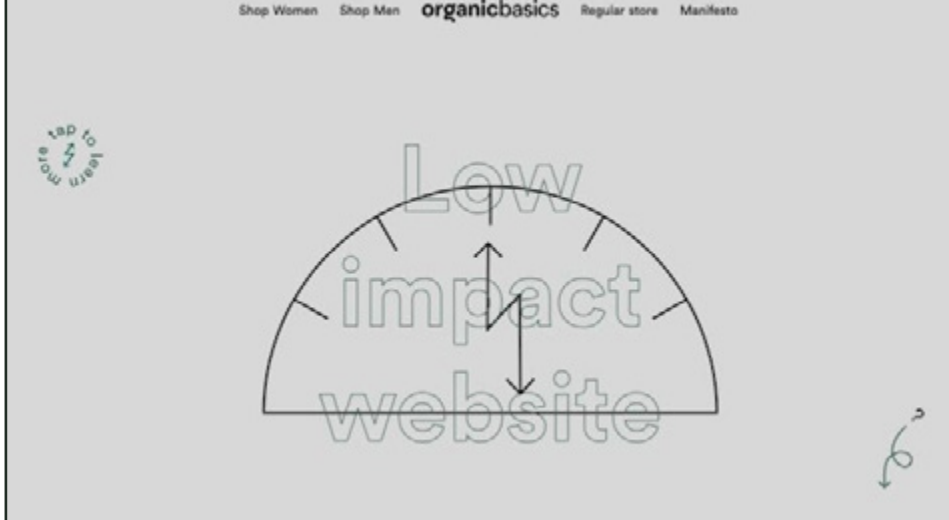 Shop Women Shop Men organicbasics Regular store Manifesto
tap to learn more
Low
impact
website
?